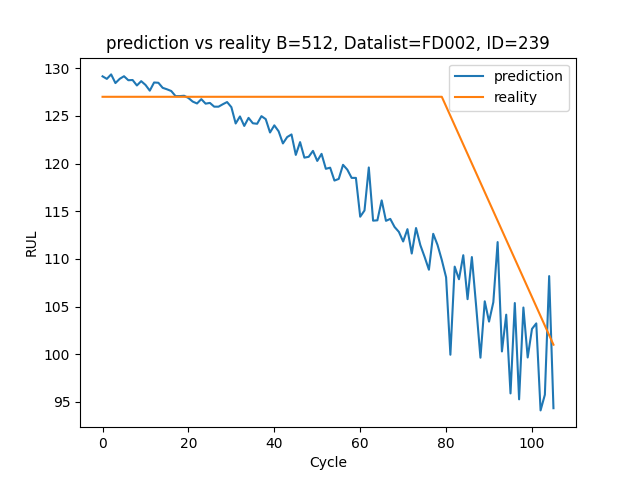 prediction vs reality B=512, Datalist=FD002, ID=239
prediction
reality
130
125
120
115
110
105
100
95
RUL
0 20 40 60 80 100
Cycle